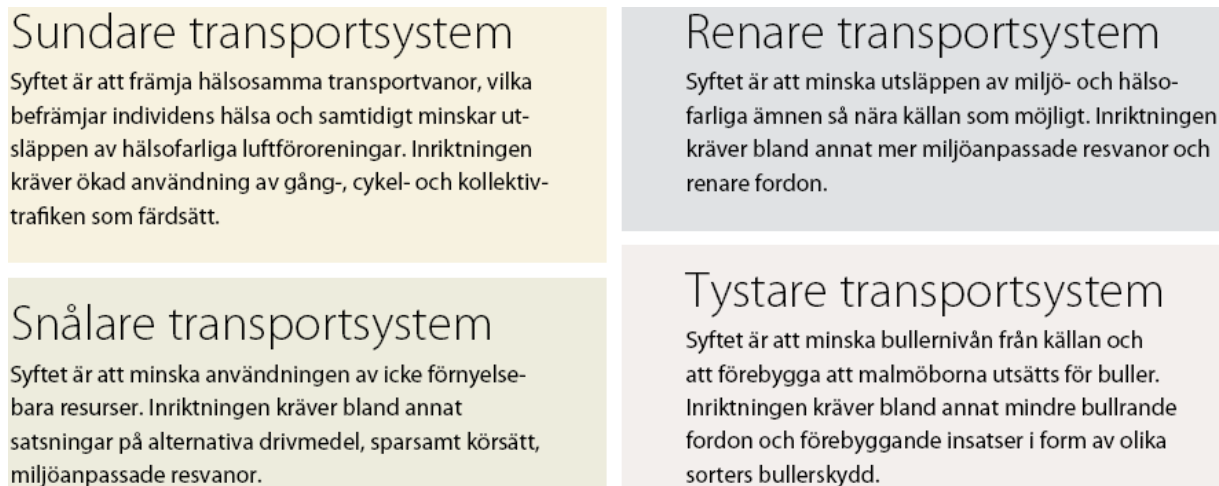 Sundare transportsystem
Syftet är att främja hälsosamma transportvanor, vilka
befrämjar individens hälsa och samtidigt minskar ut-
släppen av hälsofarliga luftföroreningar. Inriktningen
kräver ökad användning av gång-, cykel- och kollektiv-
trafiken som färdsätt.
Snålare transportsystem
Syftet är att minska användningen av icke förnyelse-
bara resurser. Inriktningen kräver bland annat
satsningar på alternativa drivmedel, sparsamt körsätt,
miljöanpassade resvanor.
Renare transportsystem
Syftet är att minska utsläppen av miljö- och hälso-
farliga ämnen så nära källan som möjligt. Inriktningen
kräver bland annat mer miljöanpassade resvanor och
renare fordon.
Tystare transportsystem
Syftet är att minska bullernivån från källan och
att förebygga att malmöborna utsätts för buller.
Inriktningen kräver bland annat mindre bullrande
fordon och förebyggande insatser i form av olika
sorters bullerskydd.